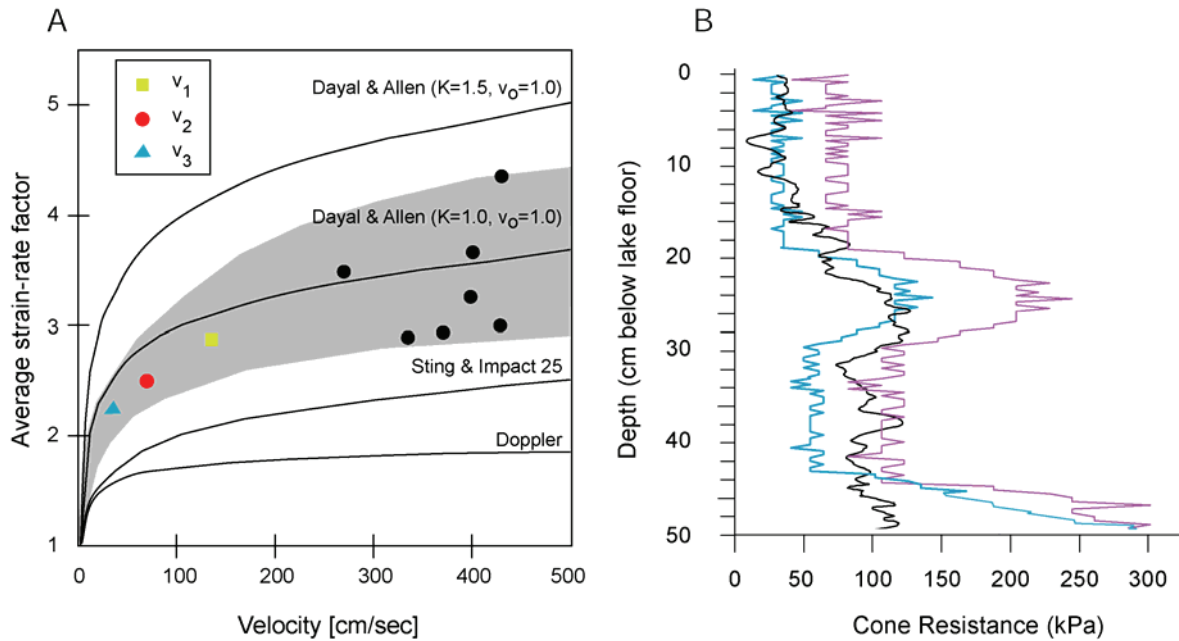 A
Average strain-rate factor
5
4
3
2
1
v1
v2
v3
Dayal & Allen (K=1.5, vo=1.0)
Dayal & Allen (K=1.0, vo=1.0)
Sting & Impact 25
Doppler
0 100 200 300 400 500
Velocity [cm/sec]
B
Depth (cm below lake floor)
0
10
20
30
40
50
0 50 100 150 200 250 300
Cone Resistance (kPa)